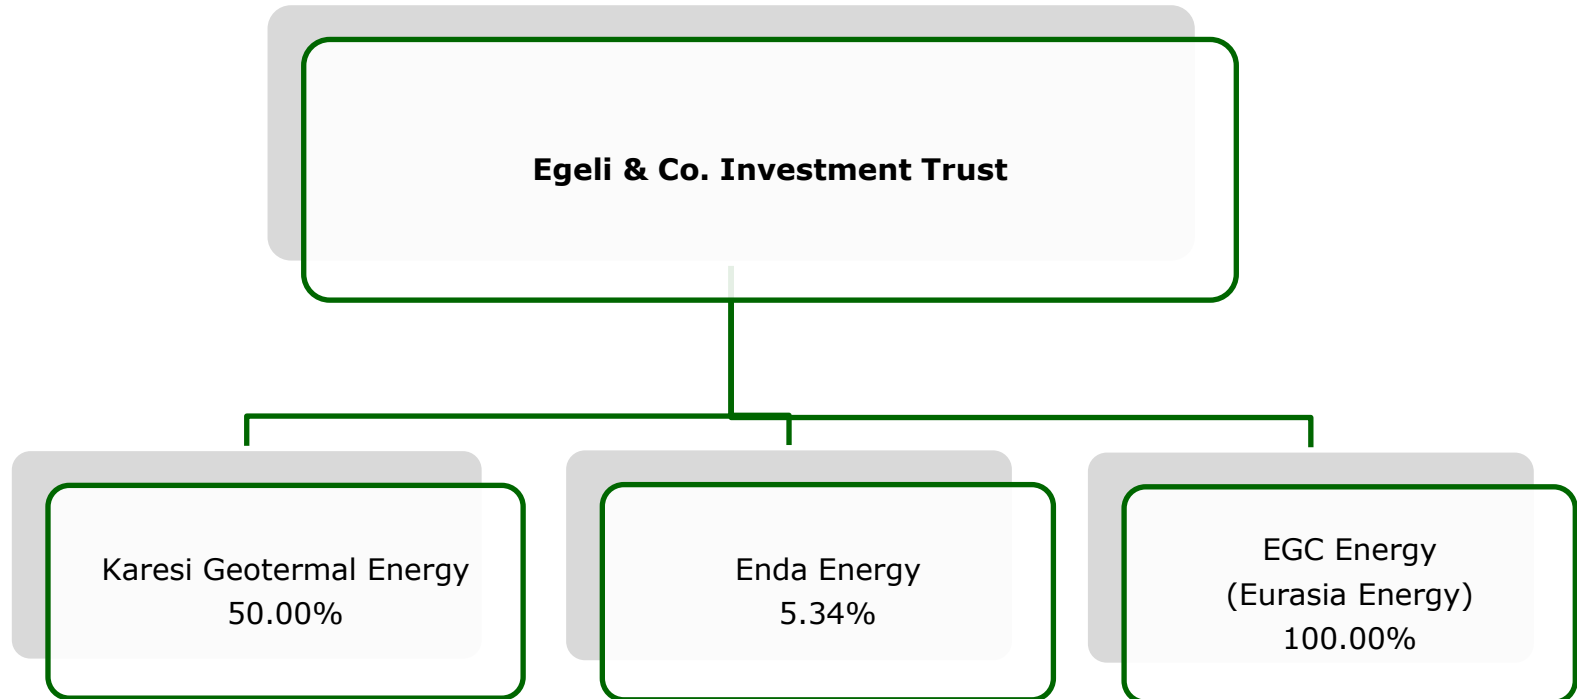 Egeli & Co. Investment Trust
Karesi Geotermal Energy
50.00%
Enda Energy
5.34%
EGC Energy
(Eurasia Energy)
100.00%